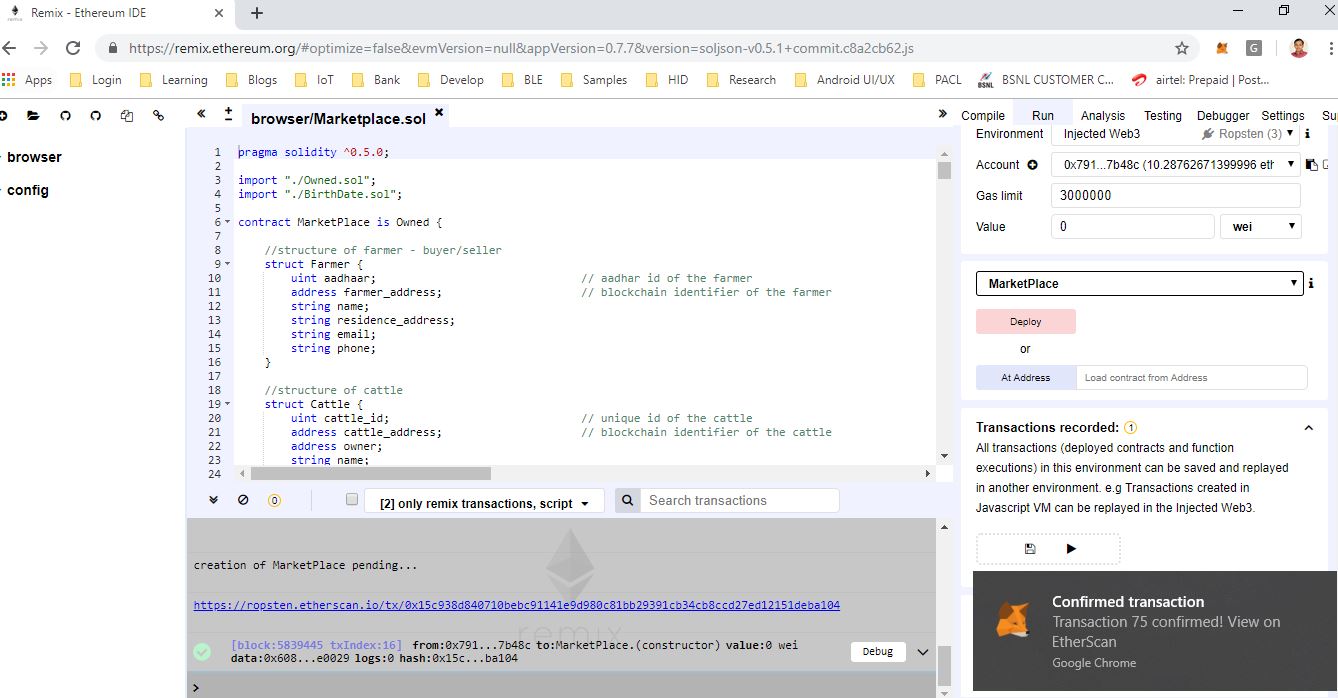 Remix - Ethereum IDE
https://remix.ethereum.org/#optimize=false&evmVersion=null&appVersion=0.7.7&version=soljson-v0.5.1+commit.c8a2cb62.js
G
Apps Login Learning Blogs IoT Bank Develop BLE Samples HID Research Android UI/UX PACL BSNL CUSTOMER C... airtel: Prepaid | Post...
browser/Marketplace.sol
Compile Run Analysis Testing Debugger Settings Su
browser
config
1 pragma solidity ^0.5.0;
2
3 import "./Owned.sol";
4 import "./BirthDate.sol";
5
6 contract MarketPlace is Owned {
7
8 //structure of farmer - buyer/seller
9 struct Farmer {
10 uint aadhaar; // aadhar id of the farmer
11 address farmer_address; // blockchain identifier of the farmer
12 string name;
13 string residence_address;
14 string email;
15 string phone;
16 }
17
18 //structure of cattle
19 struct Cattle {
20 uint cattle_id; // unique id of the cattle
21 address cattle_address; // blockchain identifier of the cattle
22 address owner;
23 string name;
24
0
[2] only remix transactions, script
Search transactions
creation of MarketPlace pending...
https://ropsten.etherscan.io/tx/0x15c938d840710bebc91141e9d980c81bb29391cb34cb8ccd27ed12151deba104
remix
[block:5839445 txIndex:16] from:0x791...7b48c to:MarketPlace.(constructor) value:0 wei
data:0x608...e0029 logs:0 hash:0x15c...ba104
Debug
>
Environment Injected Web3 Ropsten (3) i
Account 0x791...7b48c (10.28762671399996 eth
Gas limit 3000000
Value 0 wei
MarketPlace i
Deploy
or
At Address Load contract from Address
Transactions recorded: 1
All transactions (deployed contracts and function
executions) in this environment can be saved and replayed
in another environment. e.g Transactions created in
Javascript VM can be replayed in the Injected Web3.
Confirmed transaction
Transaction 75 confirmed! View on
EtherScan
Google Chrome